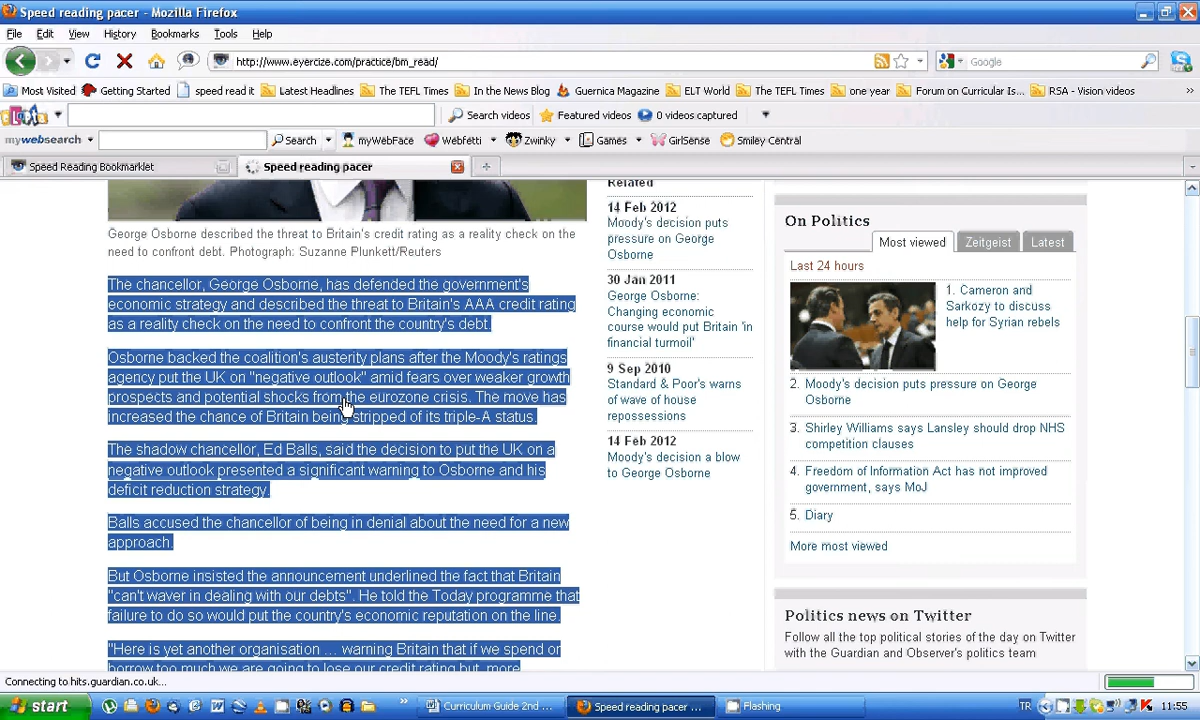 Speed reading pacer - Mozilla Firefox
File Edit View History Bookmarks Tools Help
http://www.eyercize.com/practice/bm_read/
Google
Most Visited Getting Started speed read it Latest Headlines The TEFL Times In the News Blog Guernica Magazine ELT World The TEFL Times one year Forum on Curricular Is... RSA - Vision videos
Search videos Featured videos 0 videos captured
mywebsearch Search myWebFace Webfetti Zwinky Games GirlSense Smiley Central
Speed Reading Bookmarklet Speed reading pacer
George Osborne described the threat to Britain's credit rating as a reality check on the
need to confront debt. Photograph: Suzanne Plunkett/Reuters
The chancellor, George Osborne, has defended the government's
economic strategy and described the threat to Britain's AAA credit rating
as a reality check on the need to confront the country's debt.
Osborne backed the coalition's austerity plans after the Moody's ratings
agency put the UK on "negative outlook" amid fears over weaker growth
prospects and potential shocks from the eurozone crisis. The move has
increased the chance of Britain being stripped of its triple-A status.
The shadow chancellor, Ed Balls, said the decision to put the UK on a
negative outlook presented a significant warning to Osborne and his
deficit reduction strategy.
Balls accused the chancellor of being in denial about the need for a new
approach.
But Osborne insisted the announcement underlined the fact that Britain
"can't waver in dealing with our debts". He told the Today programme that
failure to do so would put the country's economic reputation on the line.
"Here is yet another organisation ... warning Britain that if we spend or
borrow too much we are going to lose our credit rating but, more
Related
14 Feb 2012
Moody's decision puts
pressure on George
Osborne
30 Jan 2011
George Osborne:
Changing economic
course would put Britain 'in
financial turmoil'
9 Sep 2010
Standard & Poor's warns
of wave of house
repossessions
14 Feb 2012
Moody's decision a blow
to George Osborne
On Politics
Most viewed Zeitgeist Latest
Last 24 hours
1. Cameron and
Sarkozy to discuss
help for Syrian rebels
2. Moody's decision puts pressure on George
Osborne
3. Shirley Williams says Lansley should drop NHS
competition clauses
4. Freedom of Information Act has not improved
government, says MoJ
5. Diary
More most viewed
Politics news on Twitter
Follow all the top political stories of the day on Twitter
with the Guardian and Observer's politics team
Connecting to hits.guardian.co.uk...
start Curriculum Guide 2nd ... Speed reading pacer ... Flashing TR 11:55